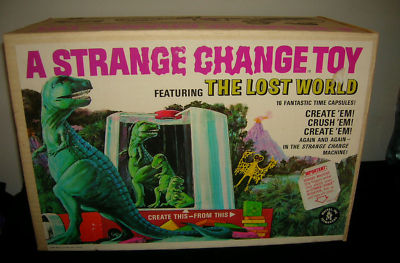 A STRANGE CHANGE TOY
FEATURING THE LOST WORLD
16 FANTASTIC TIME CAPSULES!
CREATE 'EM!
CRUSH 'EM!
CREATE 'EM!
AGAIN AND AGAIN—
IN THE STRANGE CHANGE
MACHINE!
IMPORTANT!
CREATE THIS—FROM THIS